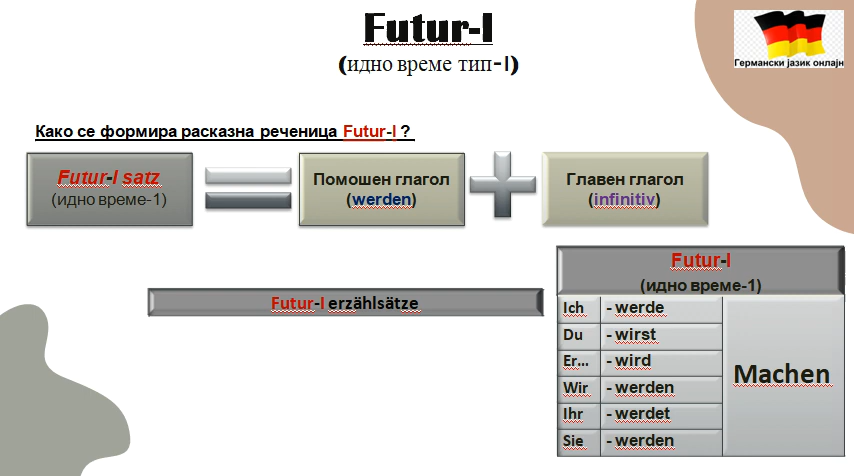 Futur-I
(идно време тип-I)
Германски јазик онлајн
Како се формира расказна реченица Futur-I ?
Futur-I satz
(идно време-1)
Помошен глагол
(werden)
Главен глагол
(infinitiv)
Futur-I erzählsätze
Futur-I
(идно време-1)
Ich - werde
Du - wirst
Er... - wird
Wir - werden
Ihr - werdet
Sie - werden
Machen